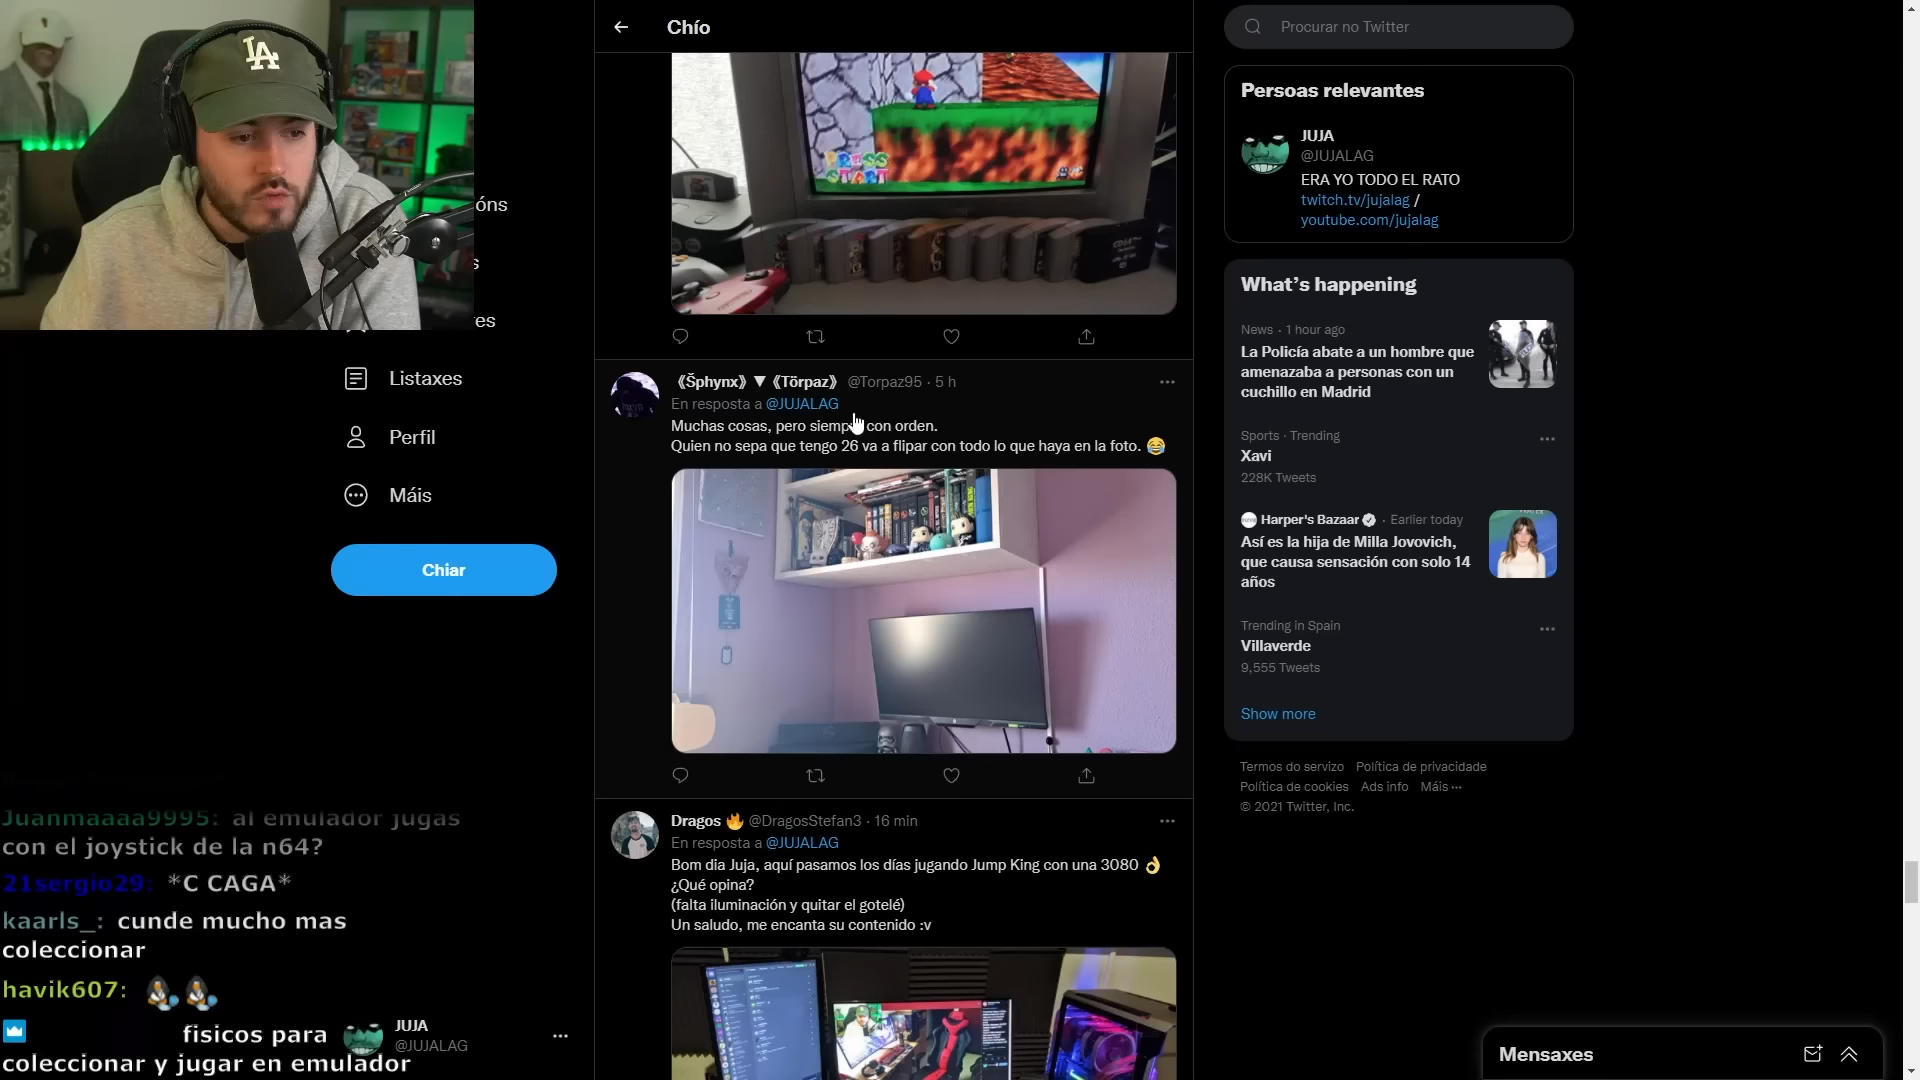 LA
óns
s
es
Listaxes
Perfil
Máis
Chiar
Juanmaaaa9995: al emulador jugas
con el joystick de la n64?
21sergio29: *C CAGA*
kaarls_: cunde mucho mas
coleccionar
havik607:
fisicos para
coleccionar y jugar en emulador
JUJA
@JUJALAG
Chío
PRESS
START
《Šphynx》▼《Törpaz》 @Torpaz95 · 5 h
En resposta a @JUJALAG
Muchas cosas, pero siemp con orden.
Quien no sepa que tengo 26 va a flipar con todo lo que haya en la foto. 😂
Dragos 🔥 @DragosStefan3 · 16 min
En resposta a @JUJALAG
Bom dia Juja, aquí pasamos los días jugando Jump King con una 3080 👌
¿Qué opina?
(falta iluminación y quitar el gotelé)
Un saludo, me encanta su contenido :v
Procurar no Twitter
Persoas relevantes
JUJA
@JUJALAG
ERA YO TODO EL RATO
twitch.tv/jujalag /
youtube.com/jujalag
What's happening
News · 1 hour ago
La Policía abate a un hombre que
amenazaba a personas con un
cuchillo en Madrid
Sports · Trending
Xavi
228K Tweets
Harper's Bazaar · Earlier today
Así es la hija de Milla Jovovich,
que causa sensación con solo 14
años
Trending in Spain
Villaverde
9,555 Tweets
Show more
Termos do servizo Política de privacidade
Política de cookies Ads info Máis ···
© 2021 Twitter, Inc.
Mensaxes